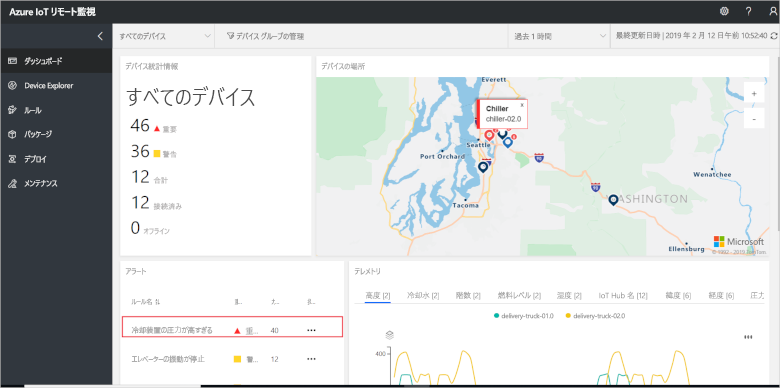 Azure IoT リモート監視
すべてのデバイス
デバイス グループの管理
過去 1 時間
最終更新日時 | 2019 年 2 月 12 日午前 10:52:40
ダッシュボード
Device Explorer
ルール
パッケージ
デプロイ
メンテナンス
デバイス統計情報
すべてのデバイス
46 重要
36 警告
12 合計
12 接続済み
0 オフライン
デバイスの場所
Everett
Chiller
x
chiller-02.0
Seattle
Port Orchard
Tacoma
WASHINGTON
Wenatchee
Ellensburg
Microsoft
+
-
アラート
ルール名
重...
冷却装置の圧力が高すぎる 重... 40 •••
エレベーターの振動が停止 警... 12 •••
テレメトリ
高度 [2] 冷却水 [2] 階数 [2] 燃料レベル [2] 湿度 [2] IoT Hub 名 [12] 緯度 [6] 経度 [6] 圧力
delivery-truck-01.0 delivery-truck-02.0
400